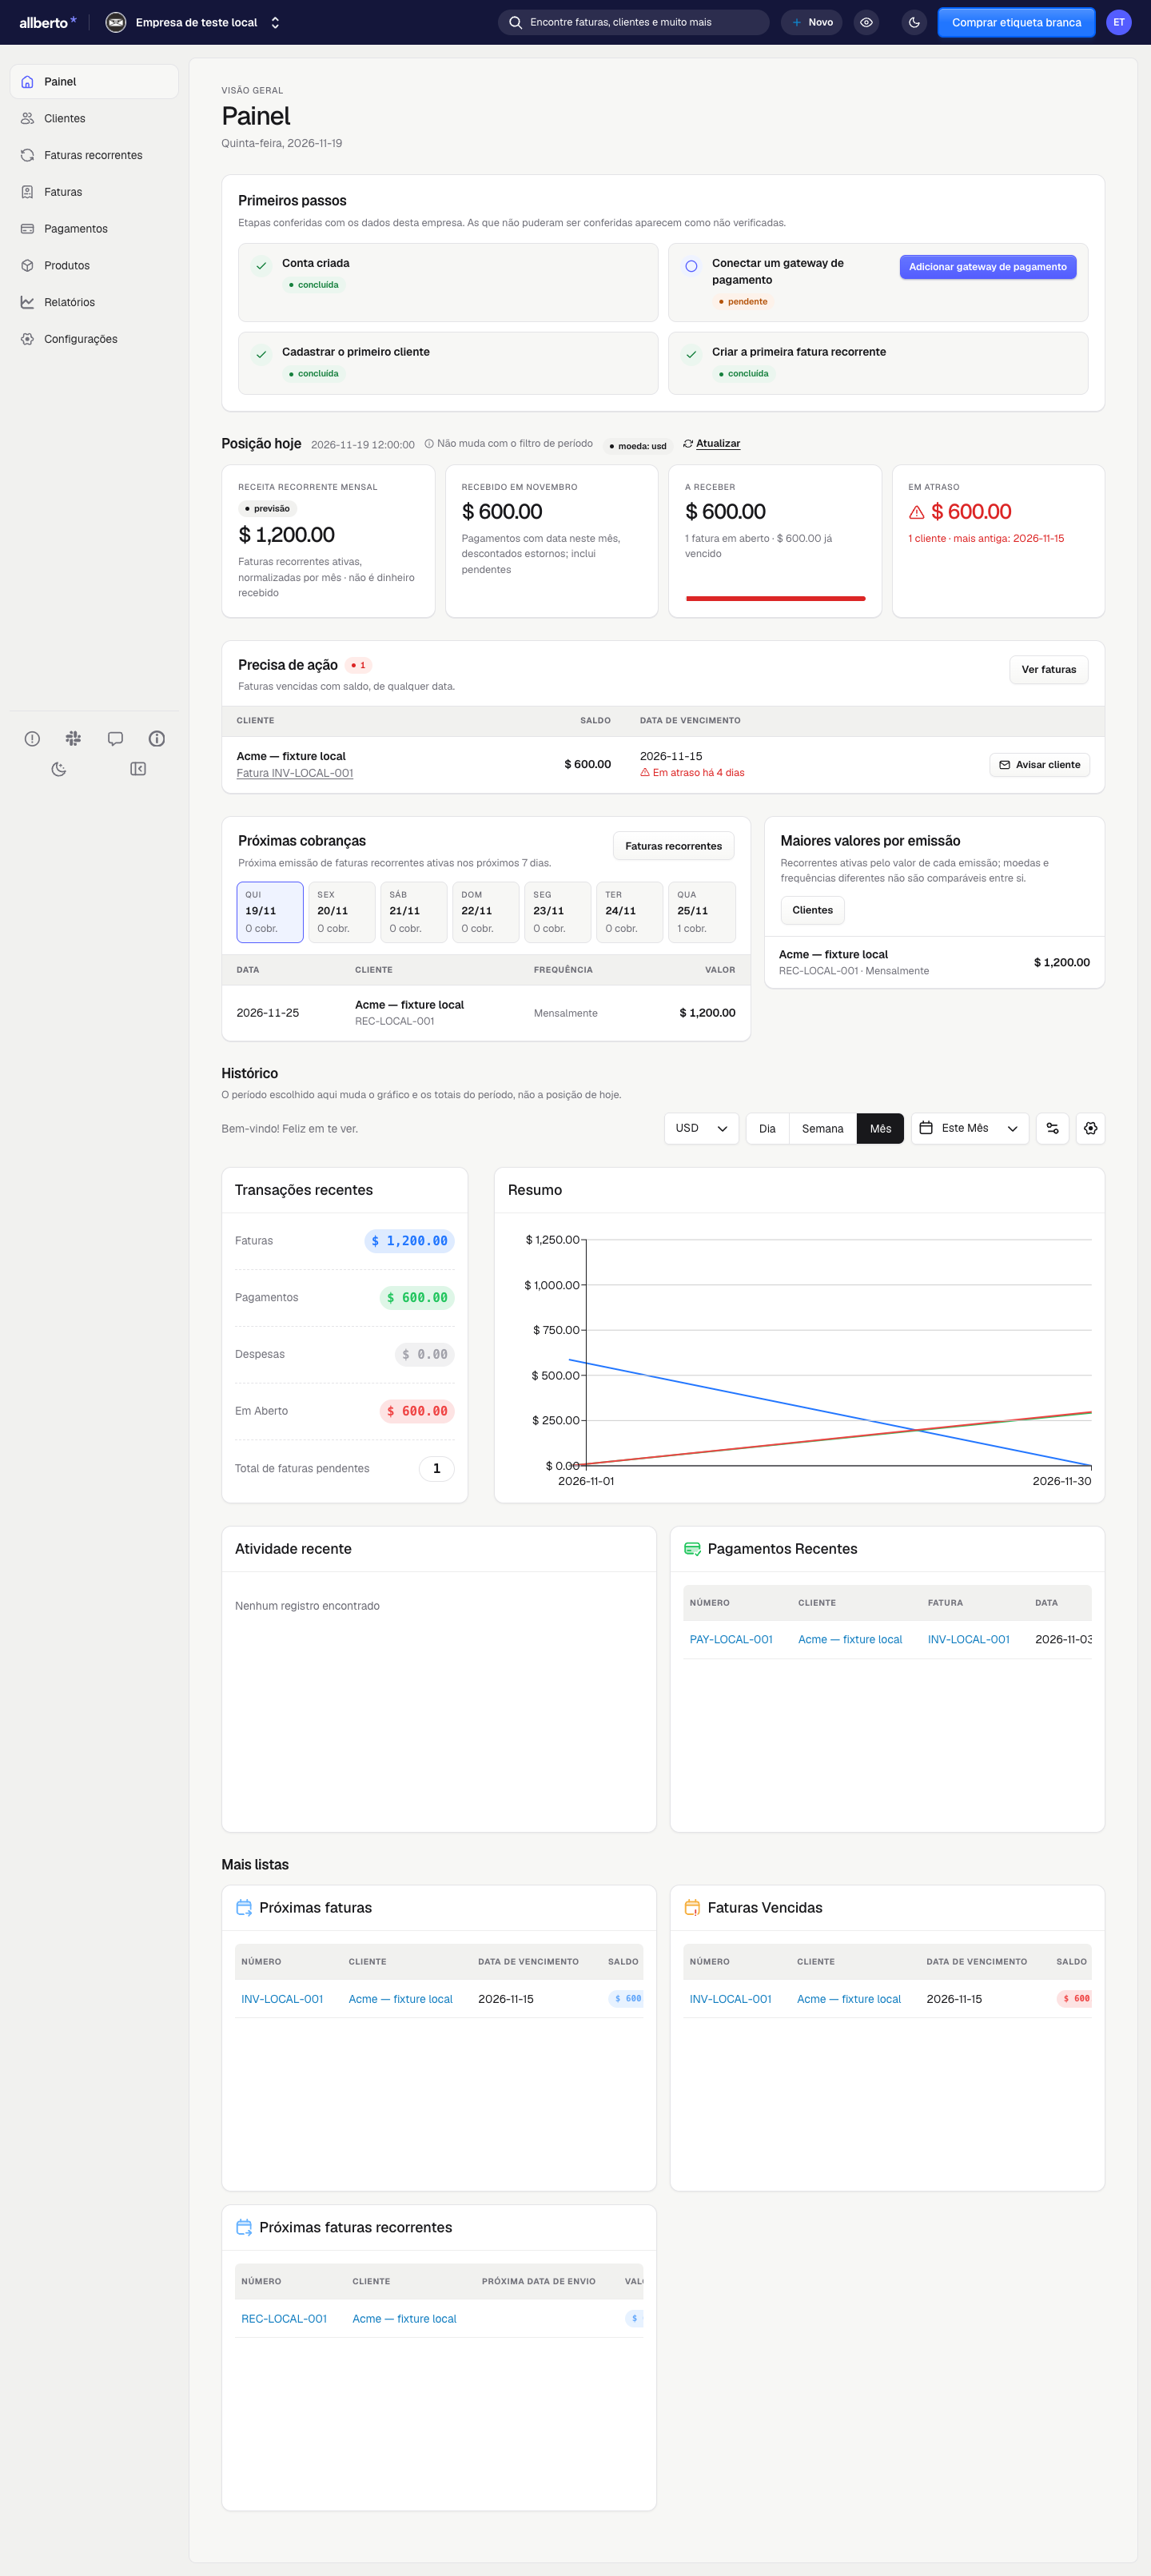 allberto*
Empresa de teste local
Encontre faturas, clientes e muito mais
Novo
Comprar etiqueta branca
ET
Painel
Clientes
Faturas recorrentes
Faturas
Pagamentos
Produtos
Relatórios
Configurações
VISÃO GERAL
Painel
Quinta-feira, 2026-11-19
Primeiros passos
Etapas conferidas com os dados desta empresa. As que não puderam ser conferidas aparecem como não verificadas.
Conta criada
concluída
Conectar um gateway de
pagamento
pendente
Adicionar gateway de pagamento
Cadastrar o primeiro cliente
concluída
Criar a primeira fatura recorrente
concluída
Posição hoje 2026-11-19 12:00:00 Não muda com o filtro de período moeda: usd Atualizar
RECEITA RECORRENTE MENSAL
previsão
$ 1,200.00
Faturas recorrentes ativas,
normalizadas por mês · não é dinheiro
recebido
RECEBIDO EM NOVEMBRO
$ 600.00
Pagamentos com data neste mês,
descontados estornos; inclui
pendentes
A RECEBER
$ 600.00
1 fatura em aberto · $ 600.00 já
vencido
EM ATRASO
$ 600.00
1 cliente · mais antiga: 2026-11-15
Precisa de ação 1
Faturas vencidas com saldo, de qualquer data.
Ver faturas
CLIENTE SALDO DATA DE VENCIMENTO
Acme — fixture local
Fatura INV-LOCAL-001
$ 600.00
2026-11-15
Em atraso há 4 dias
Avisar cliente
Próximas cobranças
Próxima emissão de faturas recorrentes ativas nos próximos 7 dias.
Faturas recorrentes
QUI
19/11
0 cobr.
SEX
20/11
0 cobr.
SÁB
21/11
0 cobr.
DOM
22/11
0 cobr.
SEG
23/11
0 cobr.
TER
24/11
0 cobr.
QUA
25/11
1 cobr.
DATA CLIENTE FREQUÊNCIA VALOR
2026-11-25
Acme — fixture local
REC-LOCAL-001
Mensalmente
$ 1,200.00
Maiores valores por emissão
Recorrentes ativas pelo valor de cada emissão; moedas e
frequências diferentes não são comparáveis entre si.
Clientes
Acme — fixture local
REC-LOCAL-001 · Mensalmente
$ 1,200.00
Histórico
O período escolhido aqui muda o gráfico e os totais do período, não a posição de hoje.
Bem-vindo! Feliz em te ver.
USD
Dia
Semana
Mês
Este Mês
Transações recentes
Faturas $ 1,200.00
Pagamentos $ 600.00
Despesas $ 0.00
Em Aberto $ 600.00
Total de faturas pendentes 1
Resumo
$ 1,250.00
$ 1,000.00
$ 750.00
$ 500.00
$ 250.00
$ 0.00
2026-11-01 2026-11-30
Atividade recente
Nenhum registro encontrado
Pagamentos Recentes
NÚMERO CLIENTE FATURA DATA
PAY-LOCAL-001 Acme — fixture local INV-LOCAL-001 2026-11-03
Mais listas
Próximas faturas
NÚMERO CLIENTE DATA DE VENCIMENTO SALDO
INV-LOCAL-001 Acme — fixture local 2026-11-15 $ 600
Faturas Vencidas
NÚMERO CLIENTE DATA DE VENCIMENTO SALDO
INV-LOCAL-001 Acme — fixture local 2026-11-15 $ 600
Próximas faturas recorrentes
NÚMERO CLIENTE PRÓXIMA DATA DE ENVIO
REC-LOCAL-001 Acme — fixture local $